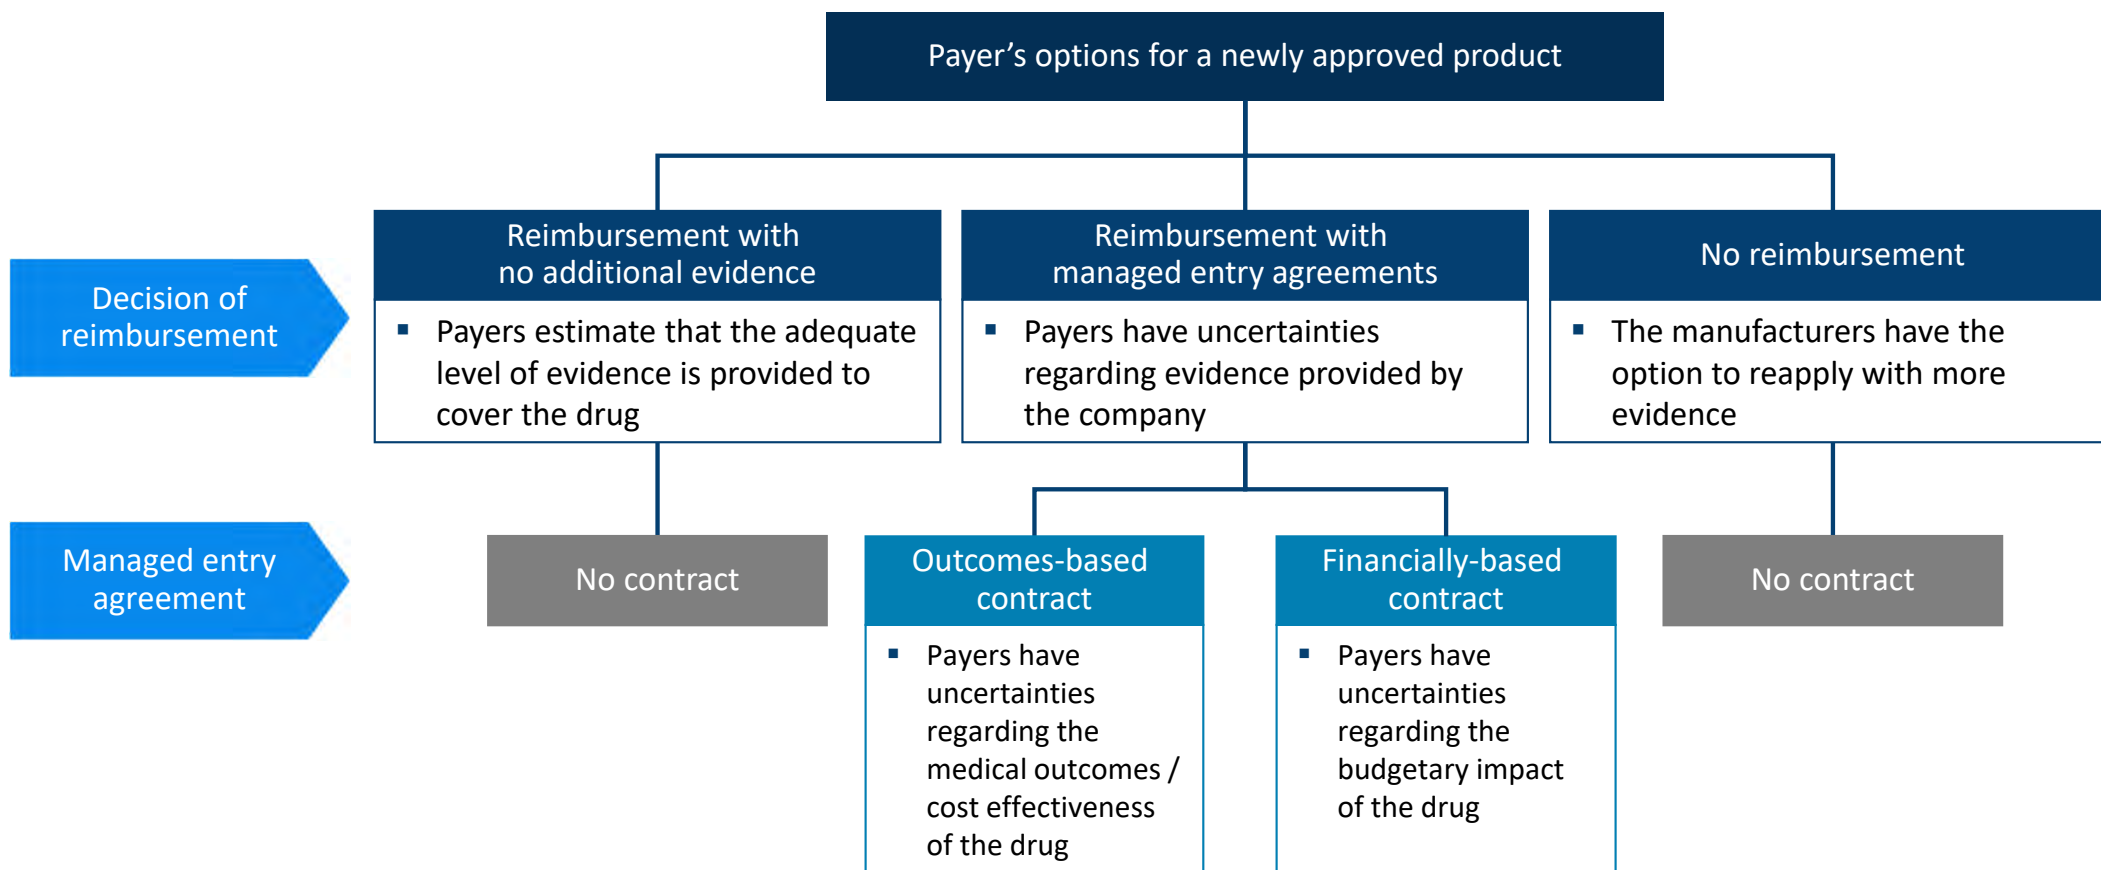 Payer’s options for a newly approved product
Decision of
reimbursement
Reimbursement with
no additional evidence
▪ Payers estimate that the adequate
level of evidence is provided to
cover the drug
Reimbursement with
managed entry agreements
▪ Payers have uncertainties
regarding evidence provided by
the company
No reimbursement
▪ The manufacturers have the
option to reapply with more
evidence
Managed entry
agreement
No contract
Outcomes-based
contract
▪ Payers have
uncertainties
regarding the
medical outcomes /
cost effectiveness
of the drug
Financially-based
contract
▪ Payers have
uncertainties
regarding the
budgetary impact
of the drug
No contract